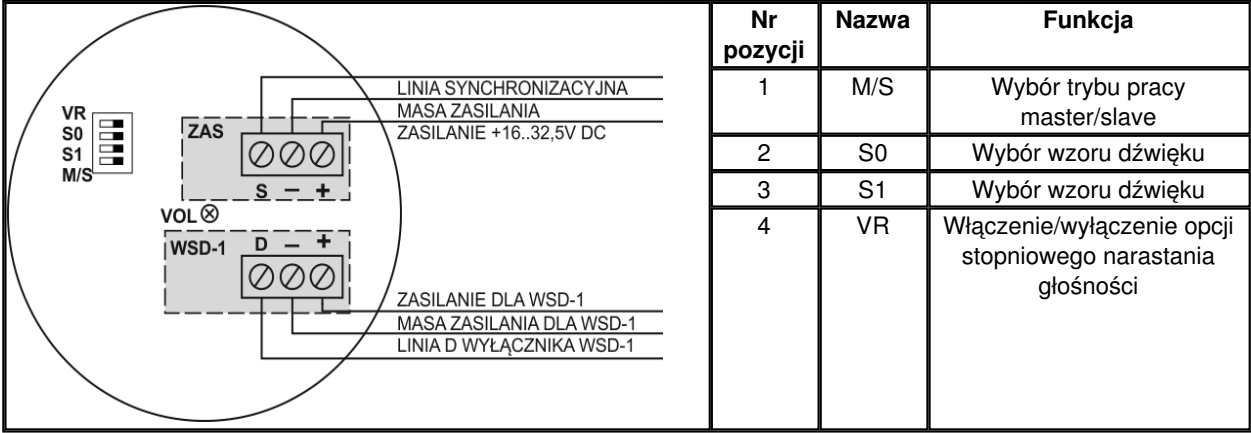 VR
S0
S1
M/S
ZAS
S – +
VOL
WSD-1
D – +
LINIA SYNCHRONIZACYJNA
MASA ZASILANIA
ZASILANIE +16..32,5V DC
ZASILANIE DLA WSD-1
MASA ZASILANIA DLA WSD-1
LINIA D WYŁĄCZNIKA WSD-1
Nr pozycji Nazwa Funkcja
1 M/S Wybór trybu pracy
master/slave
2 S0 Wybór wzoru dźwięku
3 S1 Wybór wzoru dźwięku
4 VR Włączenie/wyłączenie opcji
stopniowego narastania
głośności